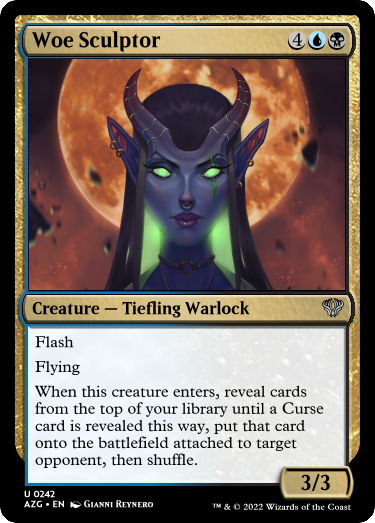 Woe Sculptor 4
Creature — Tiefling Warlock
Flash
Flying
When this creature enters, reveal cards
from the top of your library until a Curse
card is revealed this way, put that card
onto the battlefield attached to target
opponent, then shuffle.
3/3
U 0242
AZG • EN Gianni Reynero
™ & © 2022 Wizards of the Coast